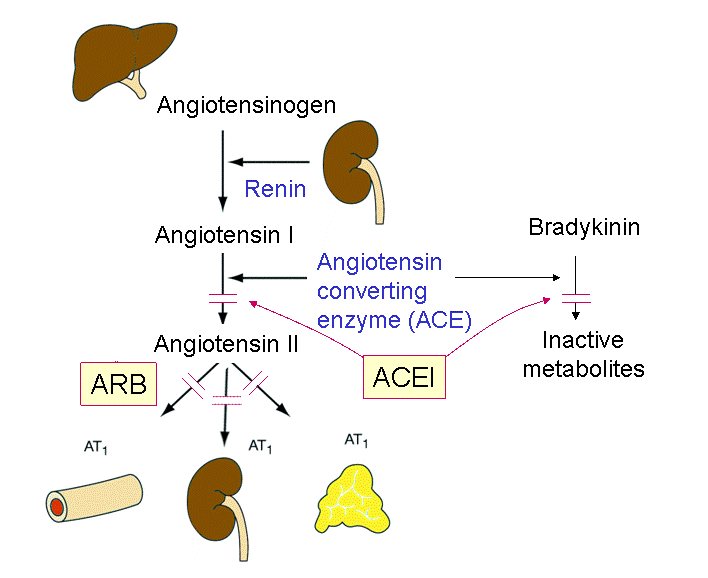 Angiotensinogen
Renin
Angiotensin I
Bradykinin
Angiotensin
converting
enzyme (ACE)
Angiotensin II
Inactive
metabolites
ARB
ACEI
AT1
AT1
AT1